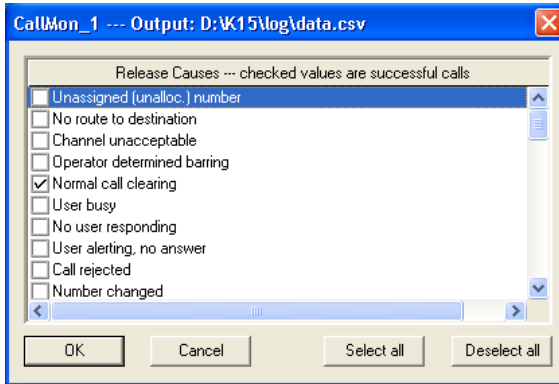 CallMon_1 --- Output: D:\K15\log\data.csv
Release Causes --- checked values are successful calls
Unassigned (unalloc.) number
No route to destination
Channel unacceptable
Operator determined barring
Normal call clearing
User busy
No user responding
User alerting, no answer
Call rejected
Number changed
OK Cancel Select all Deselect all